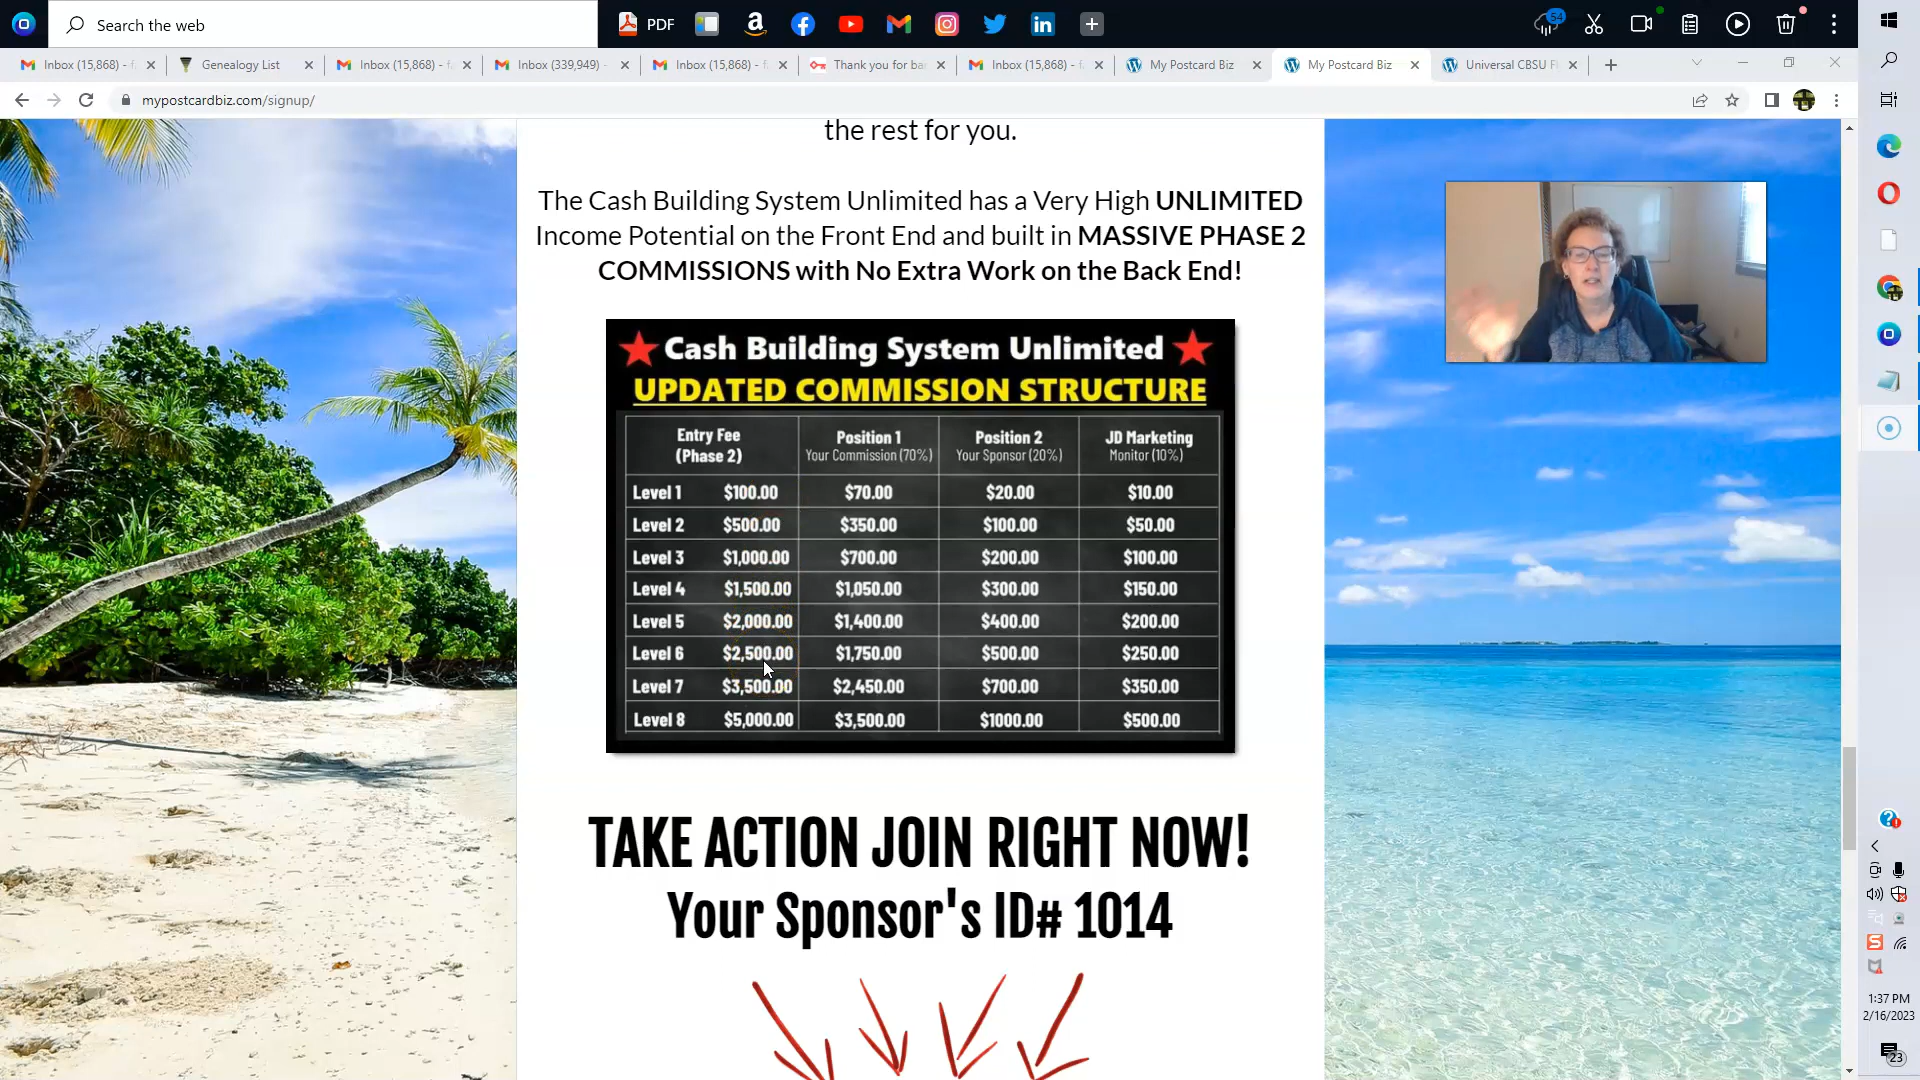 Search the web
PDF
54
Inbox (15,868) - f
Genealogy List
Inbox (15,868) - f
Inbox (339,949) -
Inbox (15,868) - f
Thank you for ba
Inbox (15,868) - f
My Postcard Biz
My Postcard Biz
Universal CBSU F
mypostcardbiz.com/signup/
the rest for you.
The Cash Building System Unlimited has a Very High UNLIMITED
Income Potential on the Front End and built in MASSIVE PHASE 2
COMMISSIONS with No Extra Work on the Back End!
Cash Building System Unlimited
UPDATED COMMISSION STRUCTURE
Entry Fee (Phase 2) Position 1 Your Commission (70%) Position 2 Your Sponsor (20%) JD Marketing Monitor (10%)
Level 1 $100.00 $70.00 $20.00 $10.00
Level 2 $500.00 $350.00 $100.00 $50.00
Level 3 $1,000.00 $700.00 $200.00 $100.00
Level 4 $1,500.00 $1,050.00 $300.00 $150.00
Level 5 $2,000.00 $1,400.00 $400.00 $200.00
Level 6 $2,500.00 $1,750.00 $500.00 $250.00
Level 7 $3,500.00 $2,450.00 $700.00 $350.00
Level 8 $5,000.00 $3,500.00 $1000.00 $500.00
TAKE ACTION JOIN RIGHT NOW!
Your Sponsor's ID# 1014
1:37 PM
2/16/2023
23